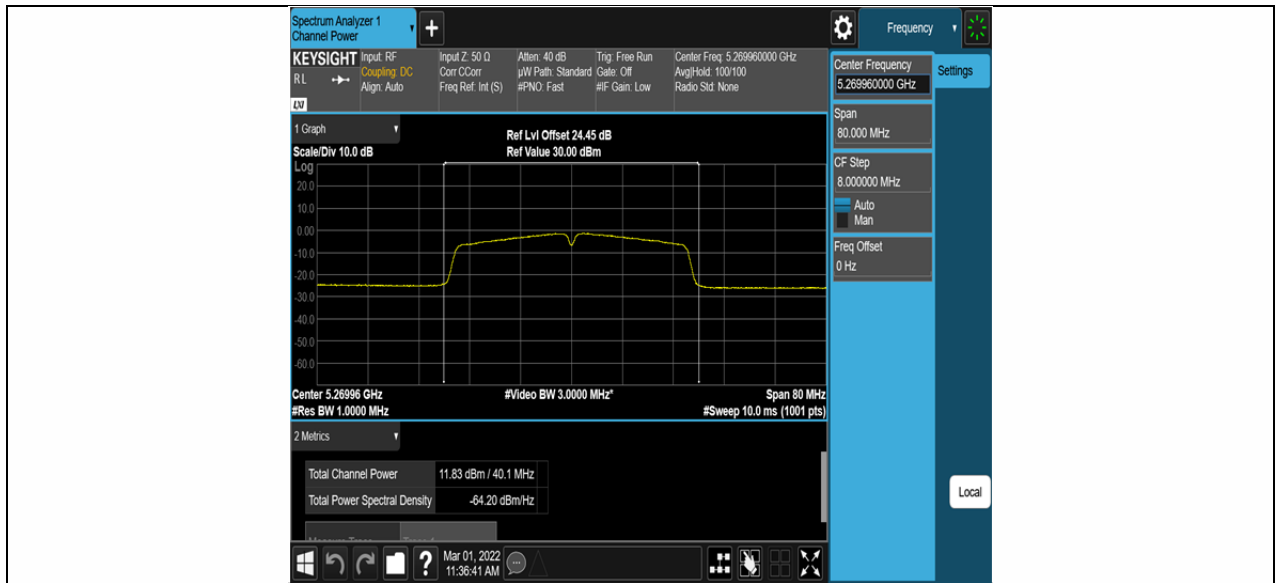 Spectrum Analyzer 1
Channel Power
+
Frequency
KEYSIGHT
RL
LXI
Input: RF
Coupling: DC
Align: Auto
Input Z: 50 Ω
Corr CCorr
Freq Ref: Int (S)
Atten: 40 dB
µW Path: Standard
#PNO: Fast
Trig: Free Run
Gate: Off
#IF Gain: Low
Center Freq: 5.269960000 GHz
Avg|Hold: 100/100
Radio Std: None
Center Frequency
5.269960000 GHz
Settings
Span
80.000 MHz
CF Step
8.000000 MHz
Auto
Man
Freq Offset
0 Hz
Local
1 Graph
Scale/Div 10.0 dB
Ref Lvl Offset 24.45 dB
Ref Value 30.00 dBm
Log
20.0
10.0
0.00
-10.0
-20.0
-30.0
-40.0
-50.0
-60.0
Center 5.26996 GHz
#Video BW 3.0000 MHz*
Span 80 MHz
#Res BW 1.0000 MHz
#Sweep 10.0 ms (1001 pts)
2 Metrics
Total Channel Power 11.83 dBm / 40.1 MHz
Total Power Spectral Density -64.20 dBm/Hz
?
Mar 01, 2022
11:36:41 AM